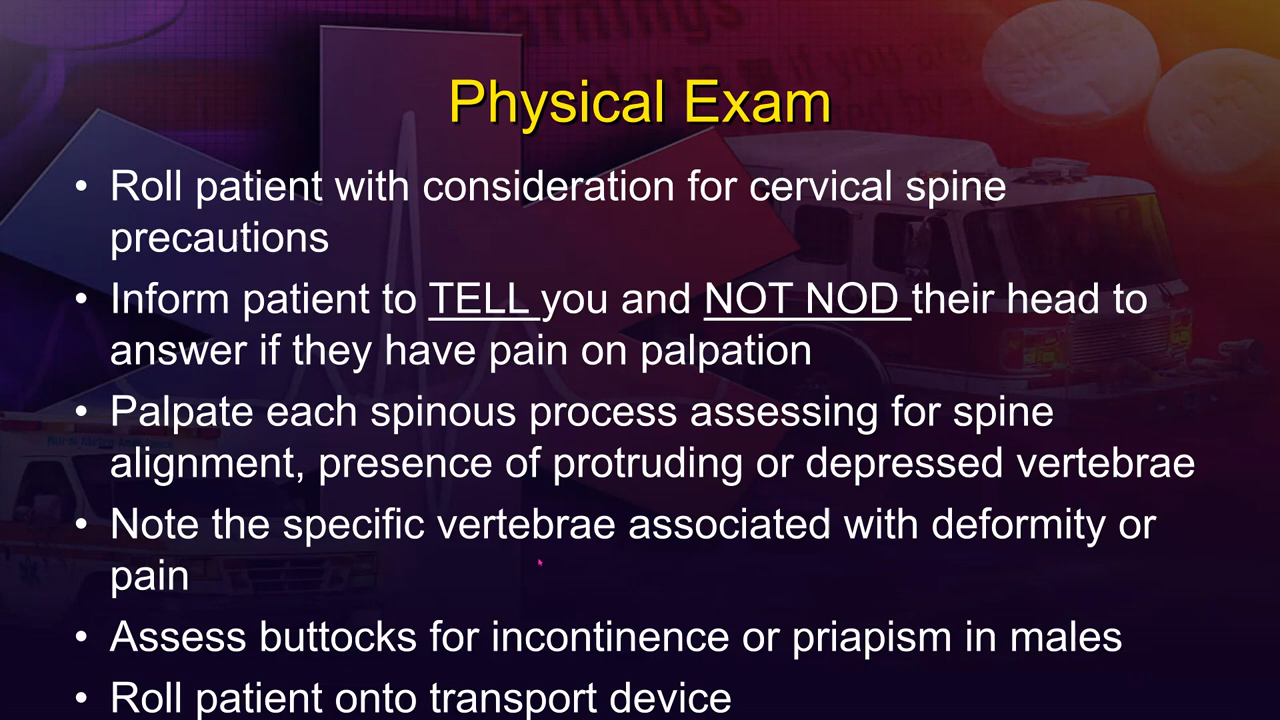 Physical Exam
• Roll patient with consideration for cervical spine
precautions
• Inform patient to TELL you and NOT NOD their head to
answer if they have pain on palpation
• Palpate each spinous process assessing for spine
alignment, presence of protruding or depressed vertebrae
• Note the specific vertebrae associated with deformity or
pain
• Assess buttocks for incontinence or priapism in males
• Roll patient onto transport device